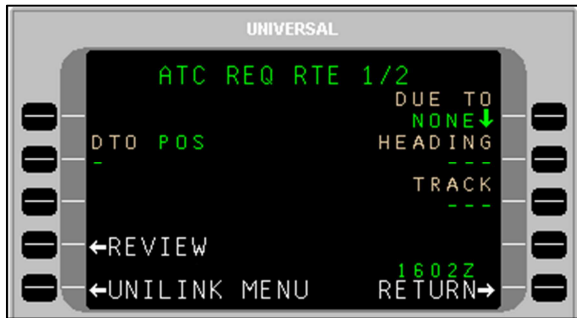 UNIVERSAL
ATC REQ RTE 1/2
DUE TO
NONE↓
DTO POS HEADING
- ---
TRACK
---
←REVIEW
1602Z
←UNILINK MENU RETURN→